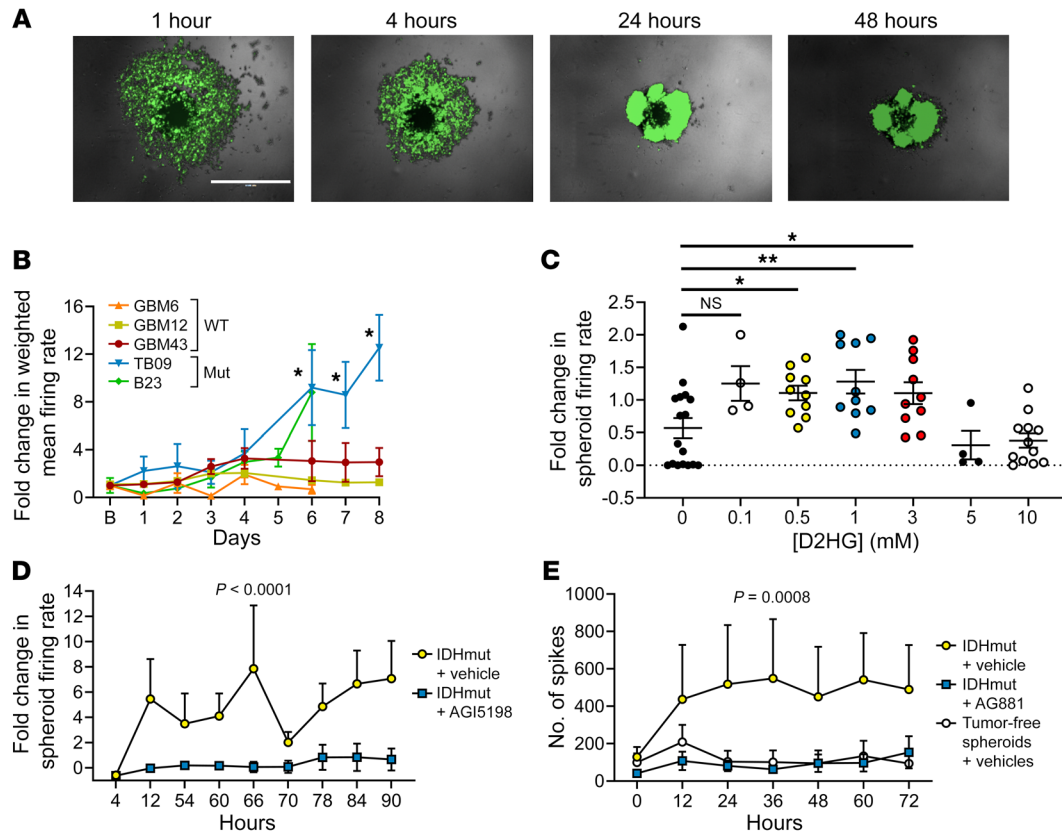 A
1 hour
4 hours
24 hours
48 hours
B
Fold change in weighted
mean firing rate
16
12
8
4
0
GBM6
GBM12
GBM43
TB09
B23
WT
Mut
*
*
*
B 1 2 3 4 5 6 7 8
Days
C
*
**
*
NS
Fold change in
spheroid firing rate
2.5
2.0
1.5
1.0
0.5
0.0
-0.5
0 0.1 0.5 1 3 5 10
[D2HG] (mM)
D
P < 0.0001
Fold change in
spheroid firing rate
14
12
10
8
6
4
2
0
4 12 54 60 66 70 78 84 90
Hours
IDHmut
+ vehicle
IDHmut
+ AGI5198
E
P = 0.0008
No. of spikes
1000
800
600
400
200
0
0 12 24 36 48 60 72
Hours
IDHmut
+ vehicle
IDHmut
+ AG881
Tumor-free
spheroids
+ vehicles